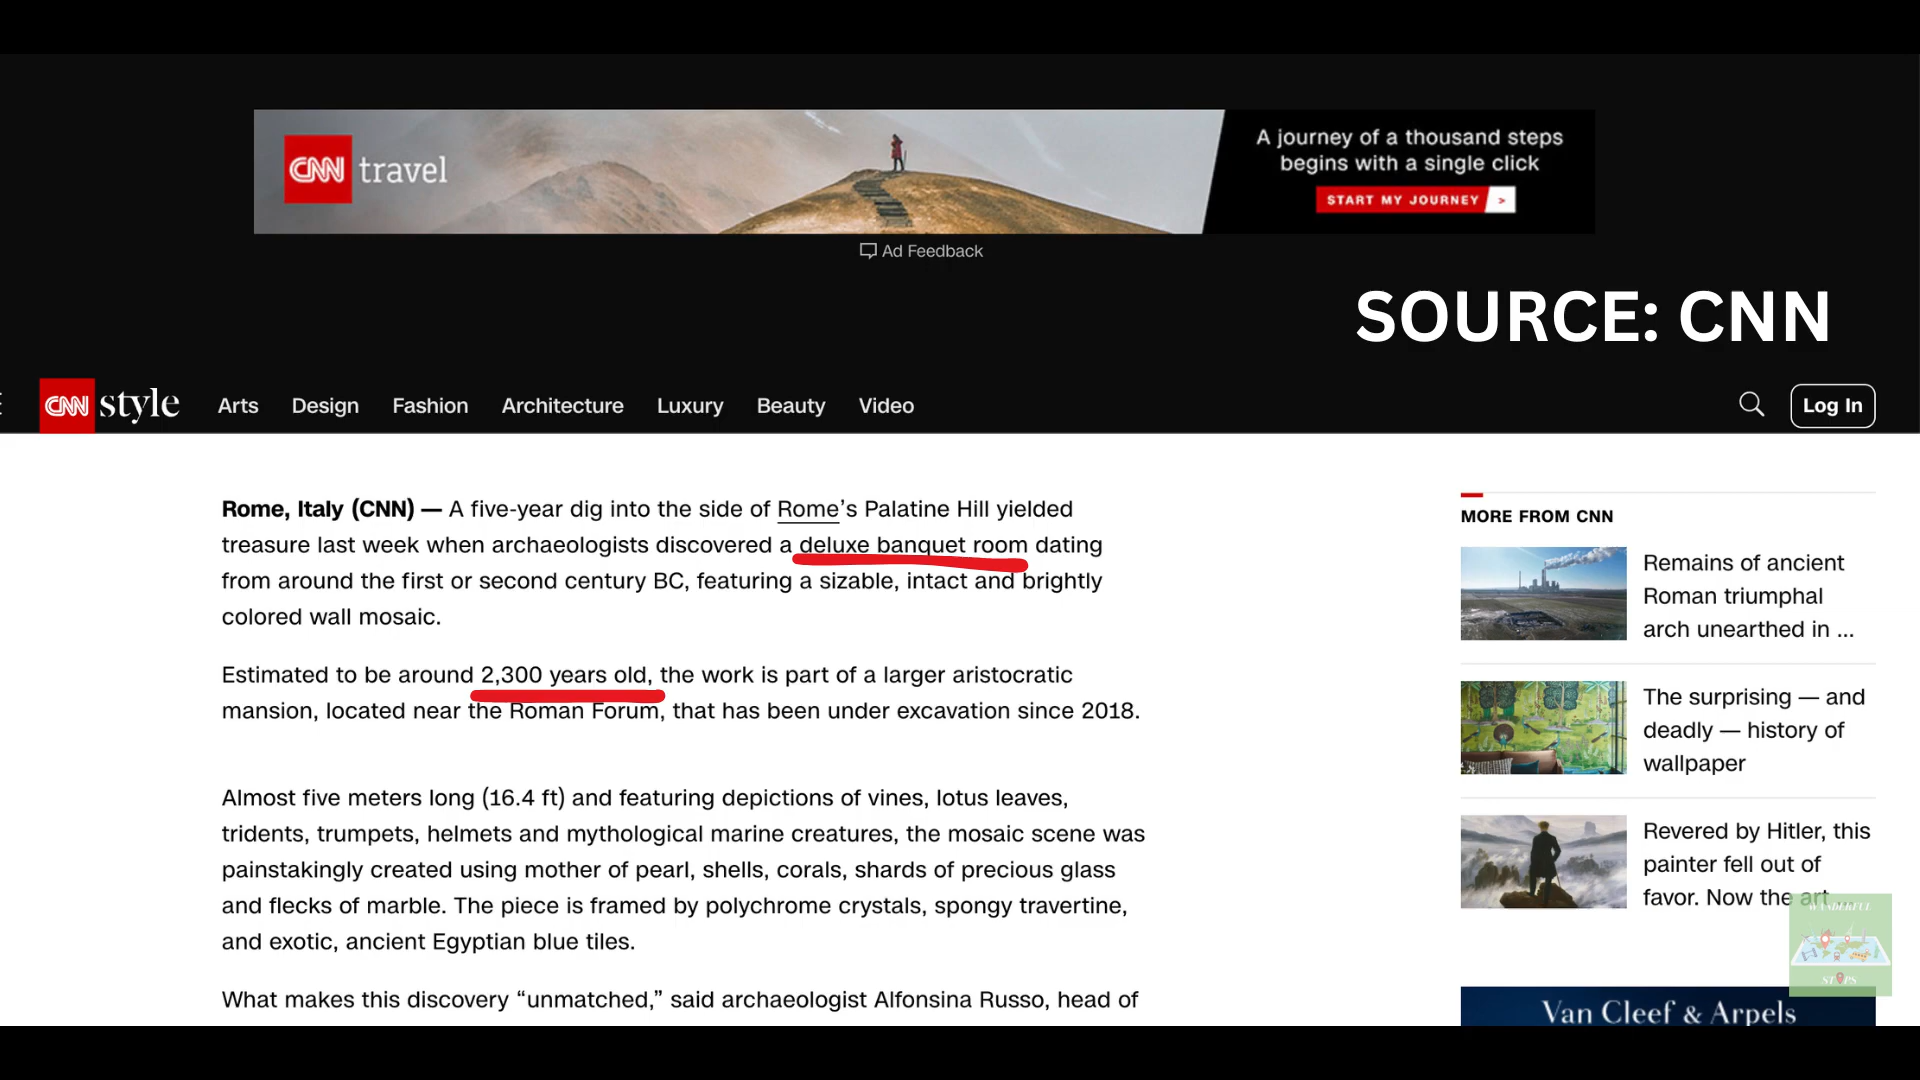 CNN travel
A journey of a thousand steps
begins with a single click
START MY JOURNEY >
Ad Feedback
SOURCE: CNN
CNN style Arts Design Fashion Architecture Luxury Beauty Video Log In
Rome, Italy (CNN) — A five-year dig into the side of Rome’s Palatine Hill yielded
treasure last week when archaeologists discovered a deluxe banquet room dating
from around the first or second century BC, featuring a sizable, intact and brightly
colored wall mosaic.
Estimated to be around 2,300 years old, the work is part of a larger aristocratic
mansion, located near the Roman Forum, that has been under excavation since 2018.
Almost five meters long (16.4 ft) and featuring depictions of vines, lotus leaves,
tridents, trumpets, helmets and mythological marine creatures, the mosaic scene was
painstakingly created using mother of pearl, shells, corals, shards of precious glass
and flecks of marble. The piece is framed by polychrome crystals, spongy travertine,
and exotic, ancient Egyptian blue tiles.
What makes this discovery “unmatched,” said archaeologist Alfonsina Russo, head of
MORE FROM CNN
Remains of ancient
Roman triumphal
arch unearthed in ...
The surprising — and
deadly — history of
wallpaper
Revered by Hitler, this
painter fell out of
favor. Now the art ...
WANDERFUL
STOPS
Van Cleef & Arpels